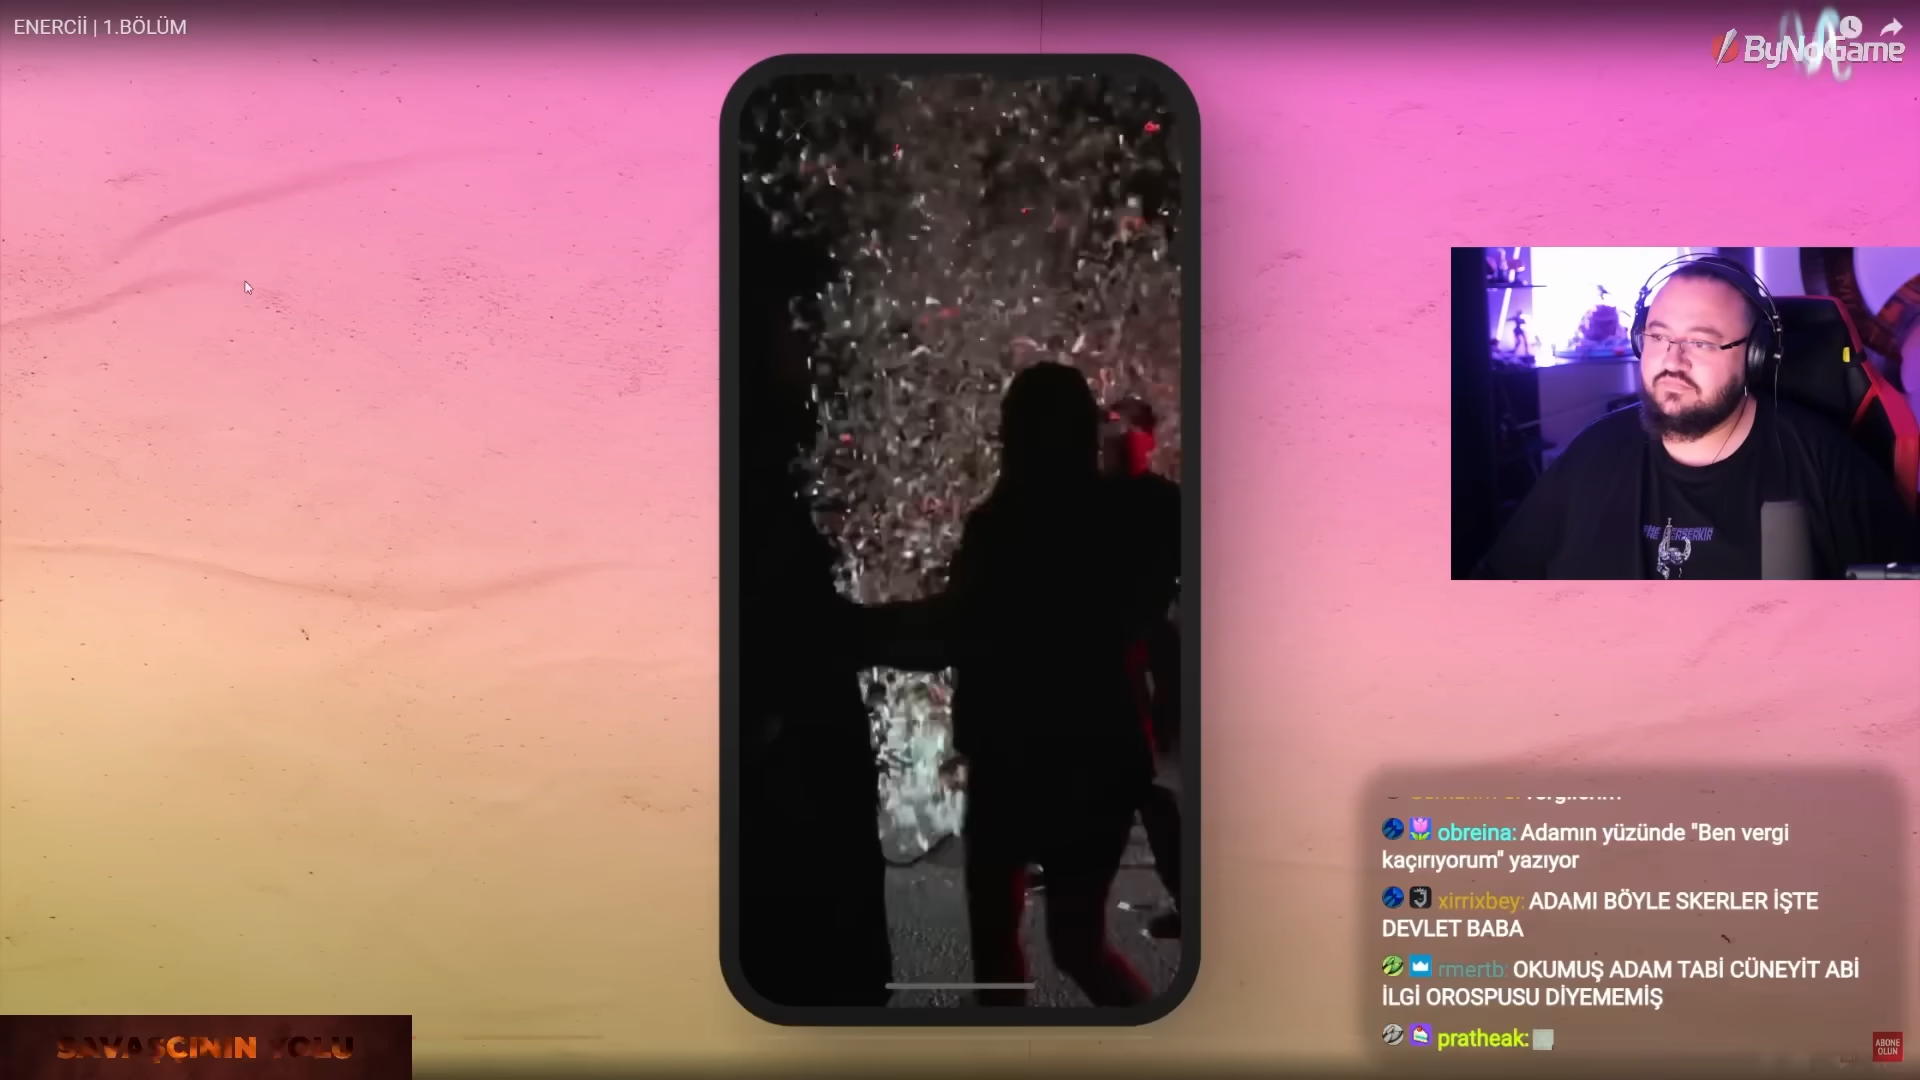 ENERCİİ | 1.BÖLÜM
ByNoGame
obreina: Adamın yüzünde "Ben vergi
kaçırıyorum" yazıyor
xirrixbey: ADAMI BÖYLE SKERLER İŞTE
DEVLET BABA
rmertb: OKUMUŞ ADAM TABİ CÜNEYİT ABİ
İLGİ OROSPUSU DİYEMEMİŞ
pratheak:
SAVAŞÇININ YOLU
ABONE
OLUN